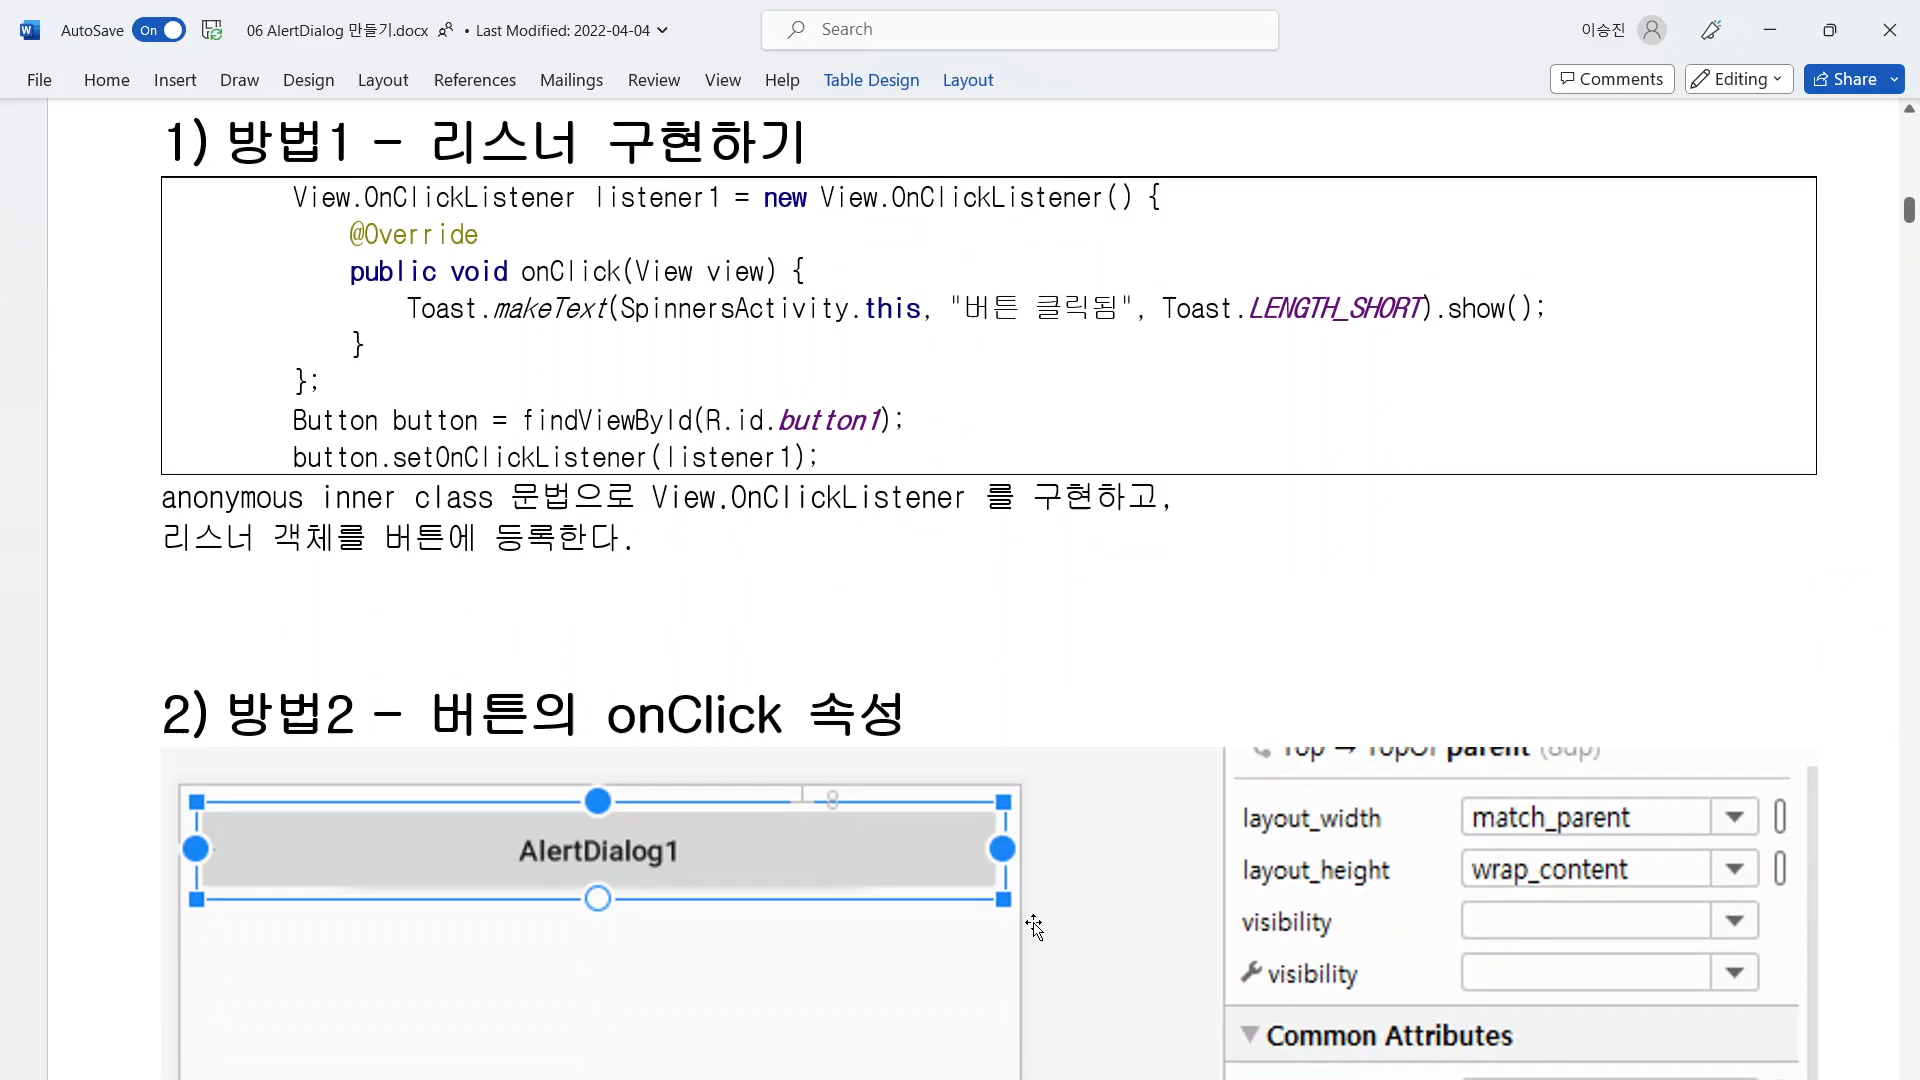 AutoSave On 06 AlertDialog 만들기.docx • Last Modified: 2022-04-04 Search 이승진
File Home Insert Draw Design Layout References Mailings Review View Help Table Design Layout Comments Editing Share
1) 방법1 - 리스너 구현하기
View.OnClickListener listener1 = new View.OnClickListener() {
@Override
public void onClick(View view) {
Toast.makeText(SpinnersActivity.this, "버튼 클릭됨", Toast.LENGTH_SHORT).show();
}
};
Button button = findViewById(R.id.button1);
button.setOnClickListener(listener1);
anonymous inner class 문법으로 View.OnClickListener 를 구현하고,
리스너 객체를 버튼에 등록한다.
2) 방법2 - 버튼의 onClick 속성
Top → TopOf parent (8dp)
8
AlertDialog1
layout_width match_parent
layout_height wrap_content
visibility
visibility
Common Attributes